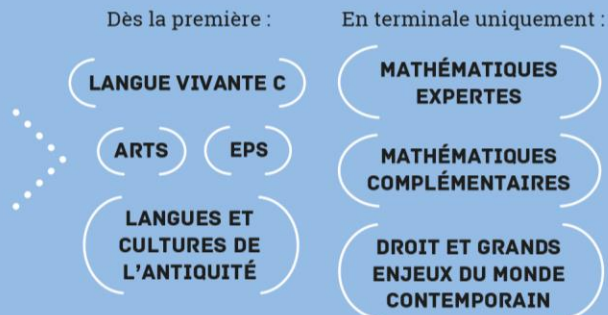 Dès la première :
LANGUE VIVANTE C
ARTS
EPS
LANGUES ET
CULTURES DE
L'ANTIQUITÉ
En terminale uniquement :
MATHÉMATIQUES
EXPERTES
MATHÉMATIQUES
COMPLÉMENTAIRES
DROIT ET GRANDS
ENJEUX DU MONDE
CONTEMPORAIN